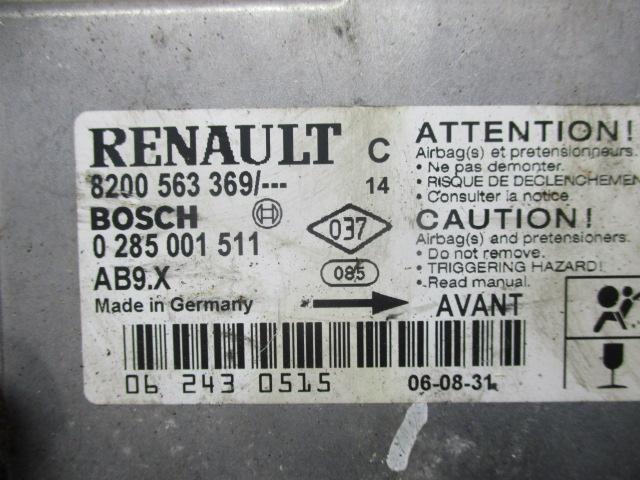 RENAULT C
8200 563 369/--- 14
BOSCH
0 285 001 511
037
AB9.X
085
Made in Germany
AVANT
06 243 0515
06-08-31
ATTENTION!
Airbag(s) et pretensionneurs.
• Ne pas demonter.
• RISQUE DE DECLENCHEMEN
• Consulter la notice
CAUTION!
Airbag(s) and pretensioners.
• Do not remove.
• TRIGGERING HAZARD!
•.Read manual.